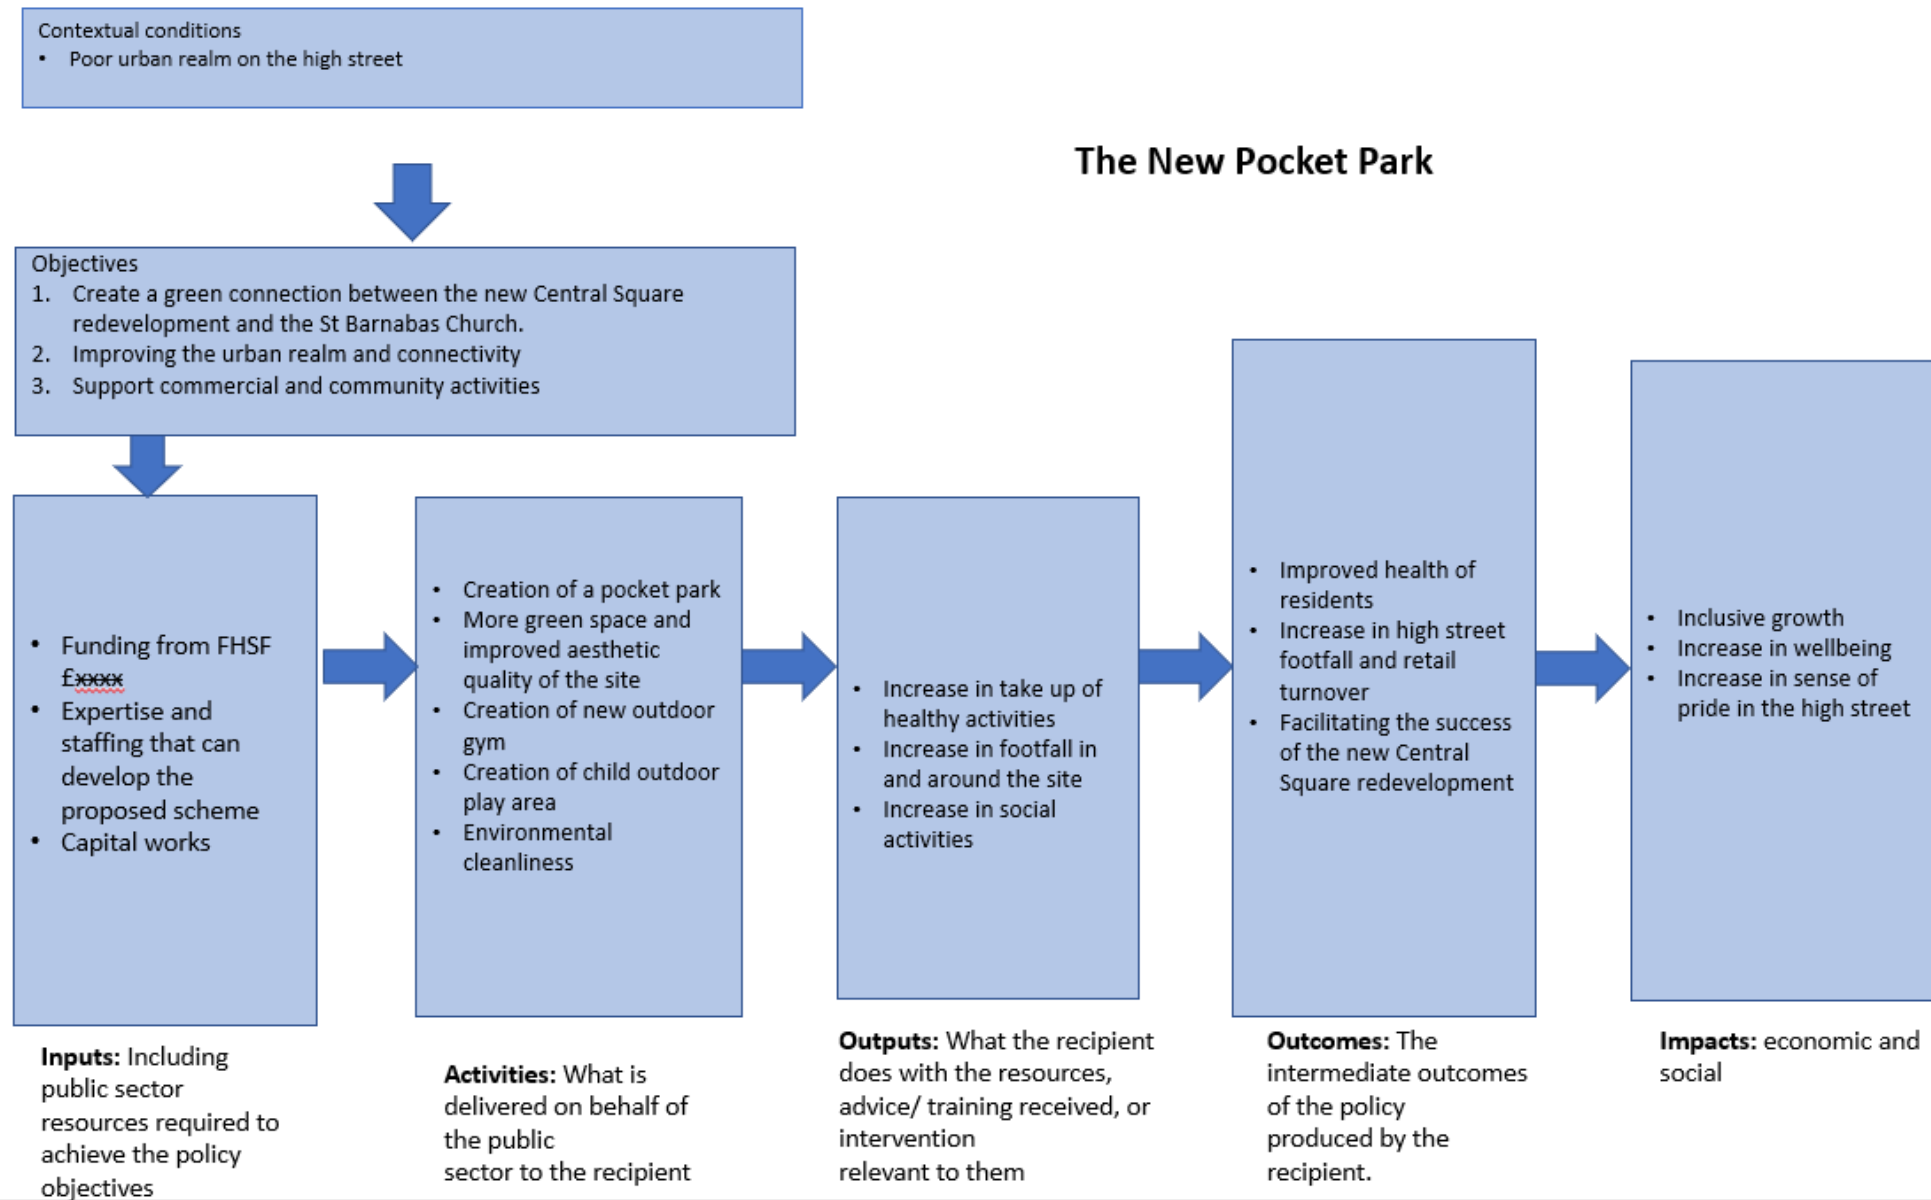 Contextual conditions
• Poor urban realm on the high street
The New Pocket Park
Objectives
1. Create a green connection between the new Central Square
redevelopment and the St Barnabas Church.
2. Improving the urban realm and connectivity
3. Support commercial and community activities
• Funding from FHSF
£xxxx
• Expertise and
staffing that can
develop the
proposed scheme
• Capital works
• Creation of a pocket park
• More green space and
improved aesthetic
quality of the site
• Creation of new outdoor
gym
• Creation of child outdoor
play area
• Environmental
cleanliness
• Increase in take up of
healthy activities
• Increase in footfall in
and around the site
• Increase in social
activities
• Improved health of
residents
• Increase in high street
footfall and retail
turnover
• Facilitating the success
of the new Central
Square redevelopment
• Inclusive growth
• Increase in wellbeing
• Increase in sense of
pride in the high street
Inputs: Including
public sector
resources required to
achieve the policy
objectives
Activities: What is
delivered on behalf of
the public
sector to the recipient
Outputs: What the recipient
does with the resources,
advice/ training received, or
intervention
relevant to them
Outcomes: The
intermediate outcomes
of the policy
produced by the
recipient.
Impacts: economic and
social